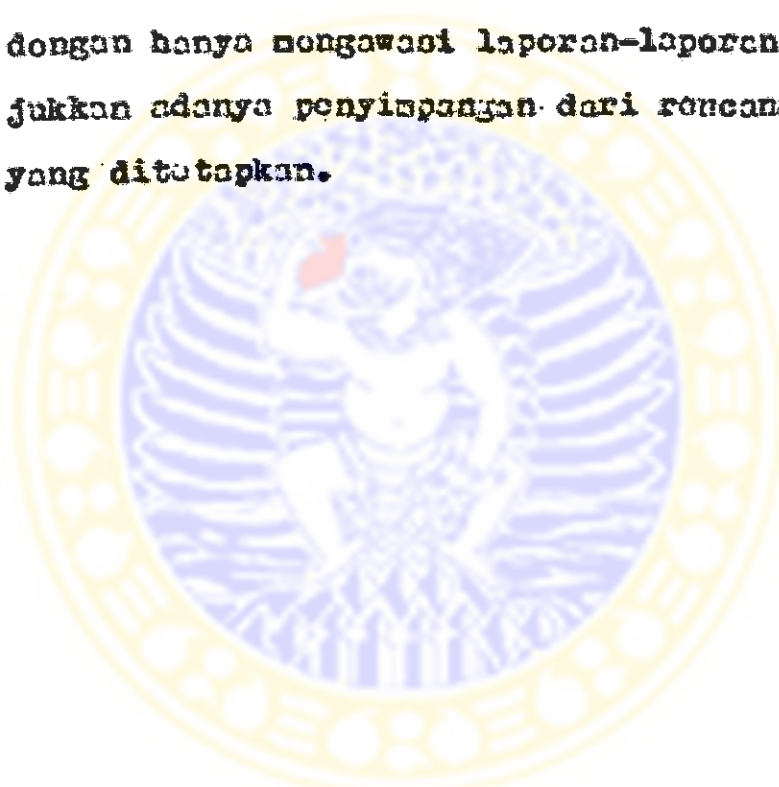 dengan hanya mengawasi laporan-laporan
jukkan adanya penyimpangan dari rencan
yang ditetapkan.